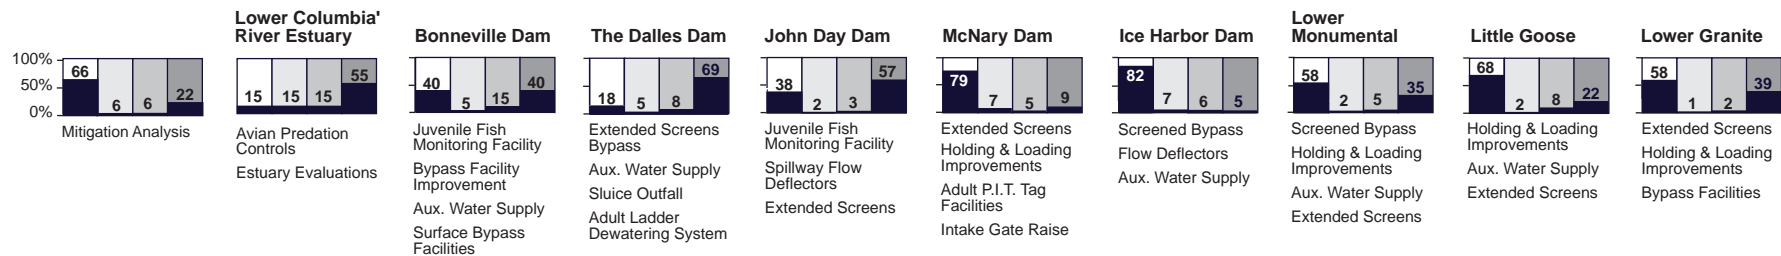 100%
50%
0%
66
6
6
22
Mitigation Analysis
Lower Columbia'
River Estuary
15
15
15
55
Avian Predation
Controls
Estuary Evaluations
Bonneville Dam
40
5
15
40
Juvenile Fish
Monitoring Facility
Bypass Facility
Improvement
Aux. Water Supply
Surface Bypass
Facilities
The Dalles Dam
18
5
8
69
Extended Screens
Bypass
Aux. Water Supply
Sluice Outfall
Adult Ladder
Dewatering System
John Day Dam
38
2
3
57
Juvenile Fish
Monitoring Facility
Spillway Flow
Deflectors
Extended Screens
McNary Dam
79
7
5
9
Extended Screens
Holding & Loading
Improvements
Adult P.I.T. Tag
Facilities
Intake Gate Raise
Ice Harbor Dam
82
7
6
5
Screened Bypass
Flow Deflectors
Aux. Water Supply
Lower
Monumental
58
2
5
35
Screened Bypass
Holding & Loading
Improvements
Aux. Water Supply
Extended Screens
Little Goose
68
2
8
22
Holding & Loading
Improvements
Aux. Water Supply
Extended Screens
Lower Granite
58
1
2
39
Extended Screens
Holding & Loading
Improvements
Bypass Facilities